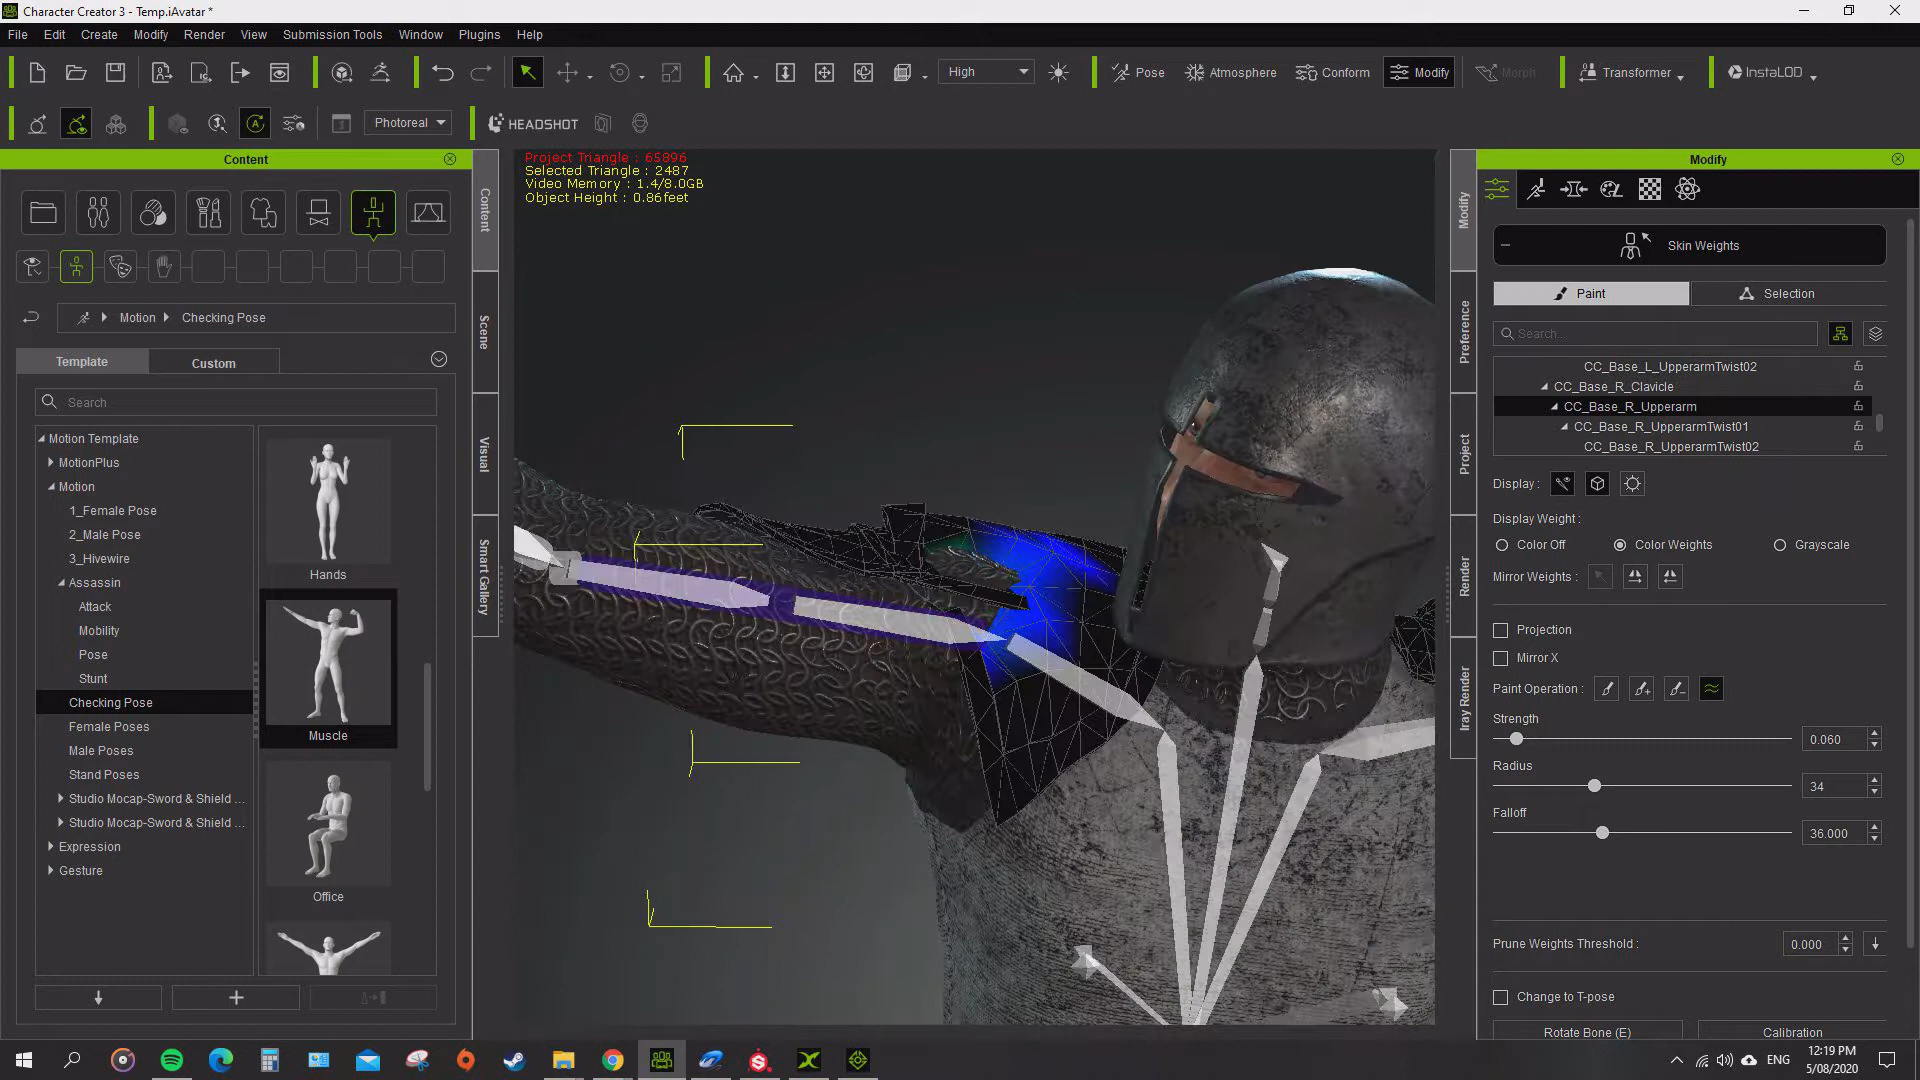 Character Creator 3 - Temp.iAvatar *
File Edit Create Modify Render View Submission Tools Window Plugins Help
High Pose Atmosphere Conform Modify Morph Transformer InstaLOD
Photoreal HEADSHOT
Content
Motion Checking Pose
Template Custom
Search
Motion Template
MotionPlus
Motion
1_Female Pose
2_Male Pose
3_Hivewire
Assassin
Attack
Mobility
Pose
Stunt
Checking Pose
Female Poses
Male Poses
Stand Poses
Studio Mocap-Sword & Shield ...
Studio Mocap-Sword & Shield ...
Expression
Gesture
Hands
Muscle
Office
Content
Scene
Visual
Smart Gallery
Project Triangle : 65896
Selected Triangle : 2487
Video Memory : 1.4/8.0GB
Object Height : 0.86feet
Modify
Preference
Project
Render
Iray Render
Modify
Skin Weights
Paint Selection
Search...
CC_Base_L_UpperarmTwist02
CC_Base_R_Clavicle
CC_Base_R_Upperarm
CC_Base_R_UpperarmTwist01
CC_Base_R_UpperarmTwist02
Display :
Display Weight :
Color Off Color Weights Grayscale
Mirror Weights :
Projection
Mirror X
Paint Operation :
Strength
0.060
Radius
34
Falloff
36.000
Prune Weights Threshold : 0.000
Change to T-pose
Rotate Bone (E) Calibration
ENG
12:19 PM
5/08/2020